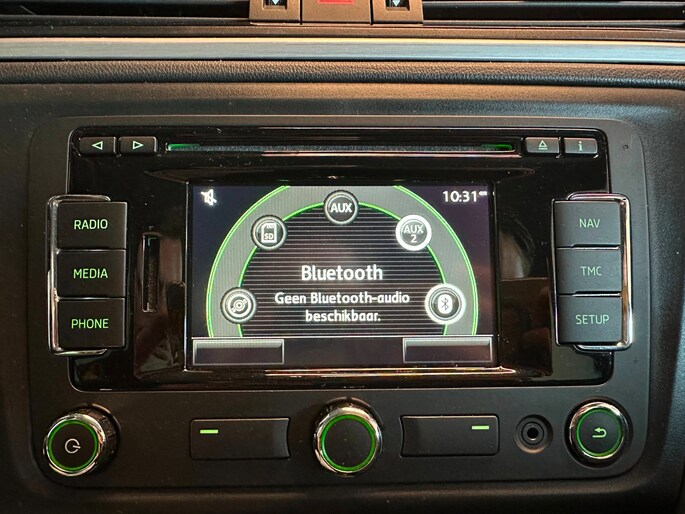 i
10:31
AUX
RADIO
NAV
SD
AUX
2
MEDIA
Bluetooth
TMC
Geen Bluetooth-audio
beschikbaar.
PHONE
SETUP